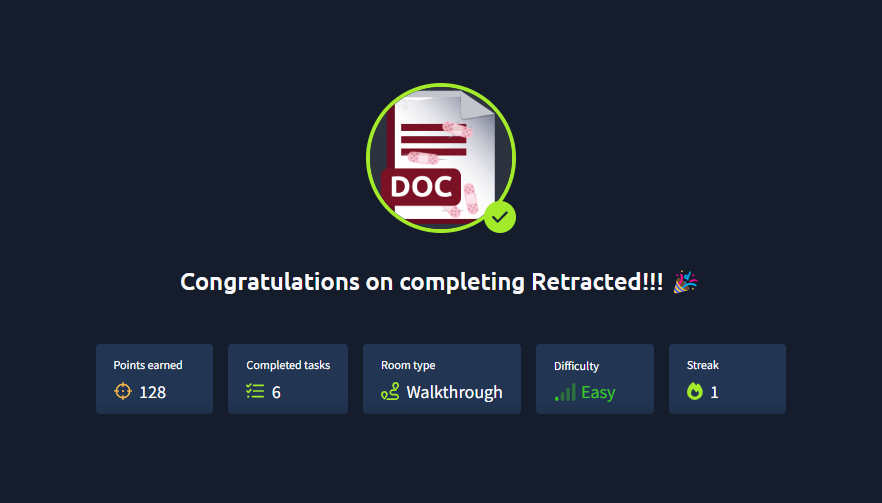 DOC
Congratulations on completing Retracted!!! 🎉
Points earned
128
Completed tasks
6
Room type
Walkthrough
Difficulty
Easy
Streak
1